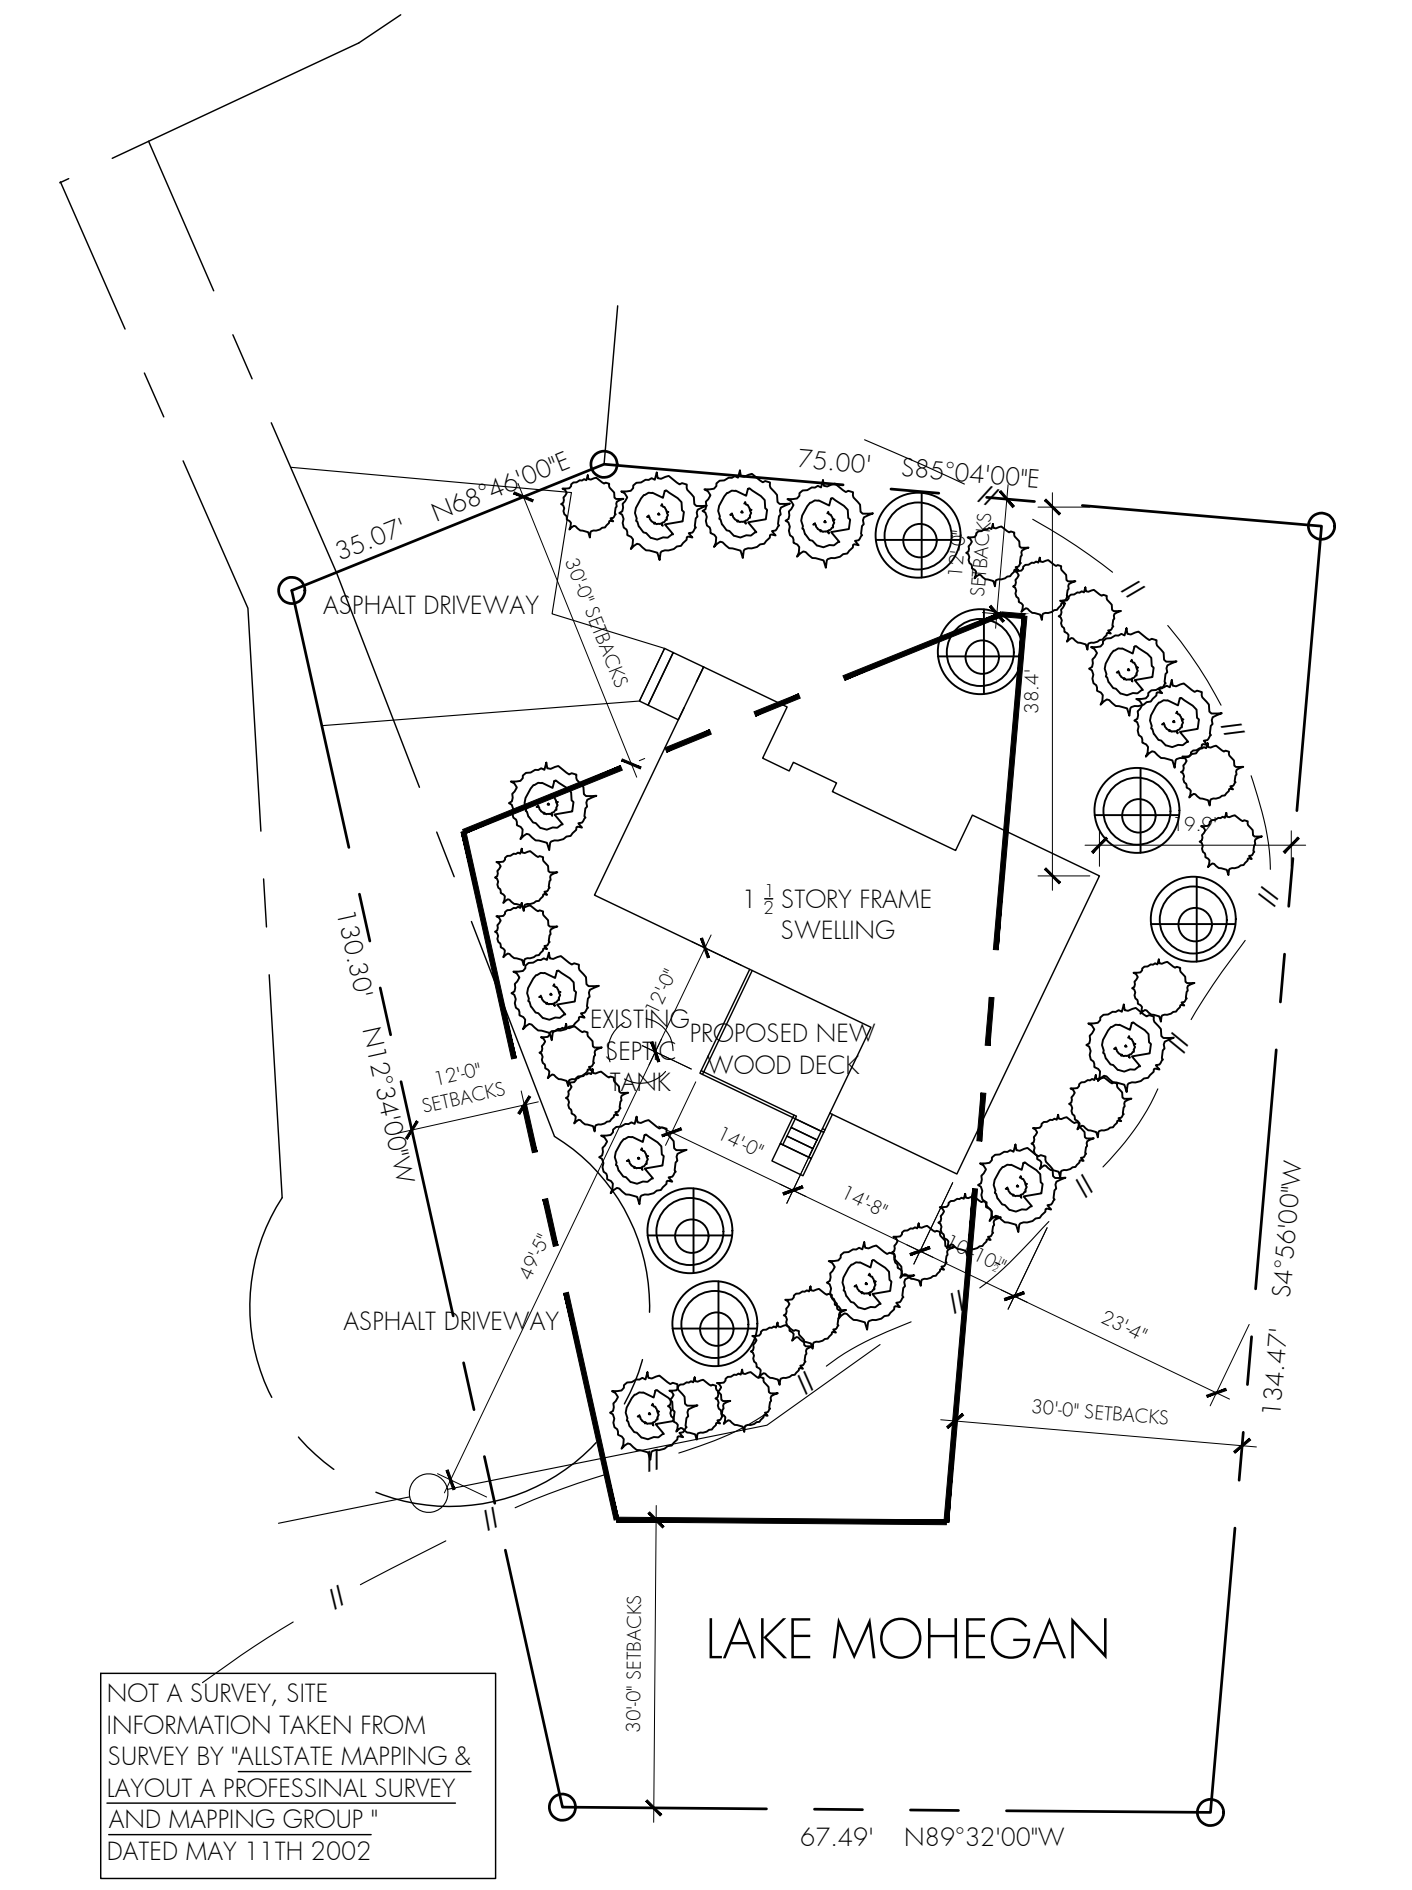 75.00' S85°04'00"E
35.07' N68°46'00"E
12'-0"
SETBACKS
ASPHALT DRIVEWAY
30'-0" SETBACKS
38.4'
1 1/2 STORY FRAME
SWELLING
130.30' N12°34'00"W
12'-0"
EXISTING
SEPTIC
TANK
PROPOSED NEW
WOOD DECK
12'-0"
SETBACKS
14'-0"
14'-8"
10'-10½"
49'-5"
23'-4"
134.47' S4°56'00"W
ASPHALT DRIVEWAY
30'-0" SETBACKS
30'-0" SETBACKS
LAKE MOHEGAN
67.49' N89°32'00"W
NOT A SURVEY, SITE
INFORMATION TAKEN FROM
SURVEY BY "ALLSTATE MAPPING &
LAYOUT A PROFESSINAL SURVEY
AND MAPPING GROUP "
DATED MAY 11TH 2002